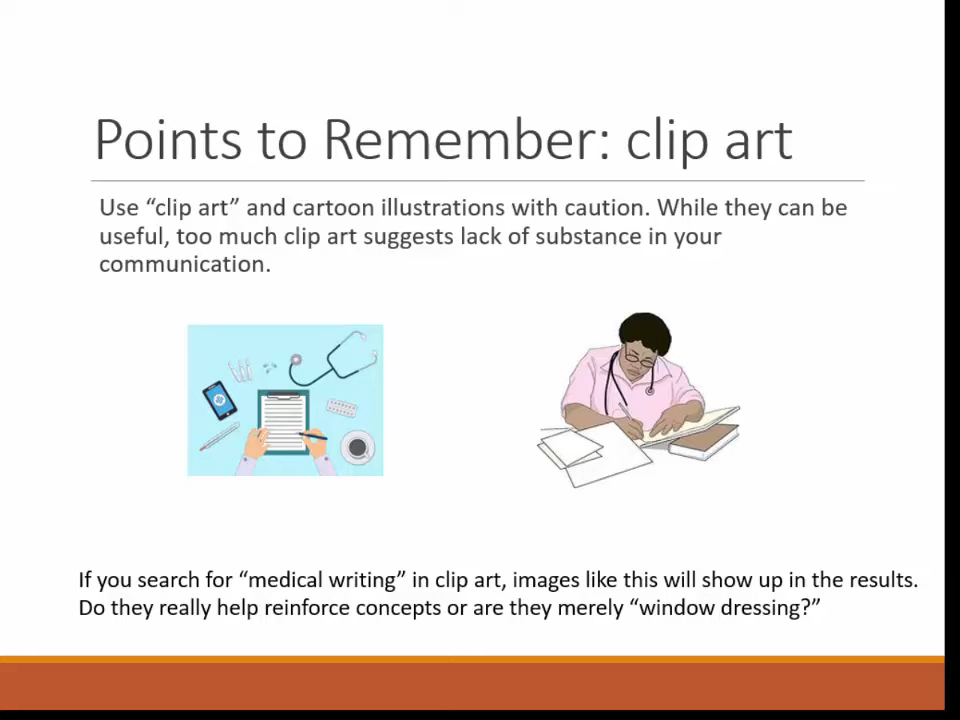 Points to Remember: clip art
Use “clip art” and cartoon illustrations with caution. While they can be
useful, too much clip art suggests lack of substance in your
communication.
If you search for “medical writing” in clip art, images like this will show up in the results.
Do they really help reinforce concepts or are they merely “window dressing?”